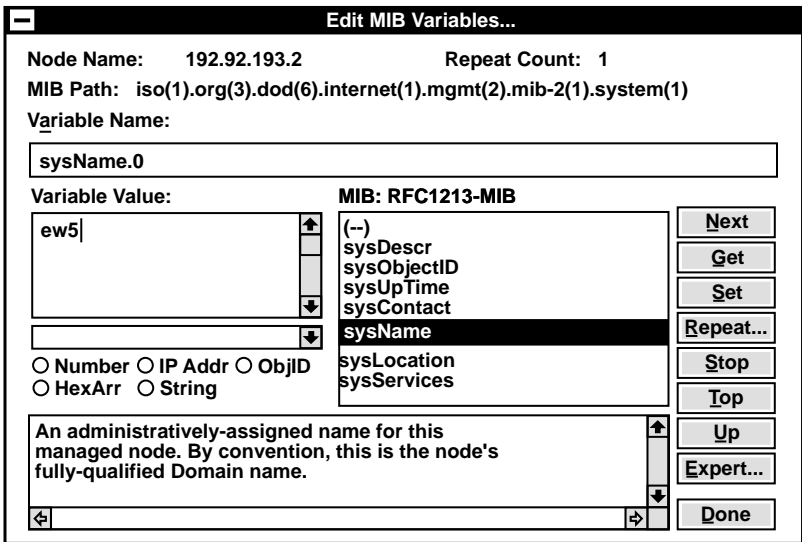 Edit MIB Variables...
Node Name: 192.92.193.2 Repeat Count: 1
MIB Path: iso(1).org(3).dod(6).internet(1).mgmt(2).mib-2(1).system(1)
Variable Name:
sysName.0
Variable Value:
ew5
Number IP Addr ObjID
HexArr String
MIB: RFC1213-MIB
(--)
sysDescr
sysObjectID
sysUpTime
sysContact
sysName
sysLocation
sysServices
Next
Get
Set
Repeat...
Stop
Top
Up
Expert...
Done
An administratively-assigned name for this
managed node. By convention, this is the node's
fully-qualified Domain name.